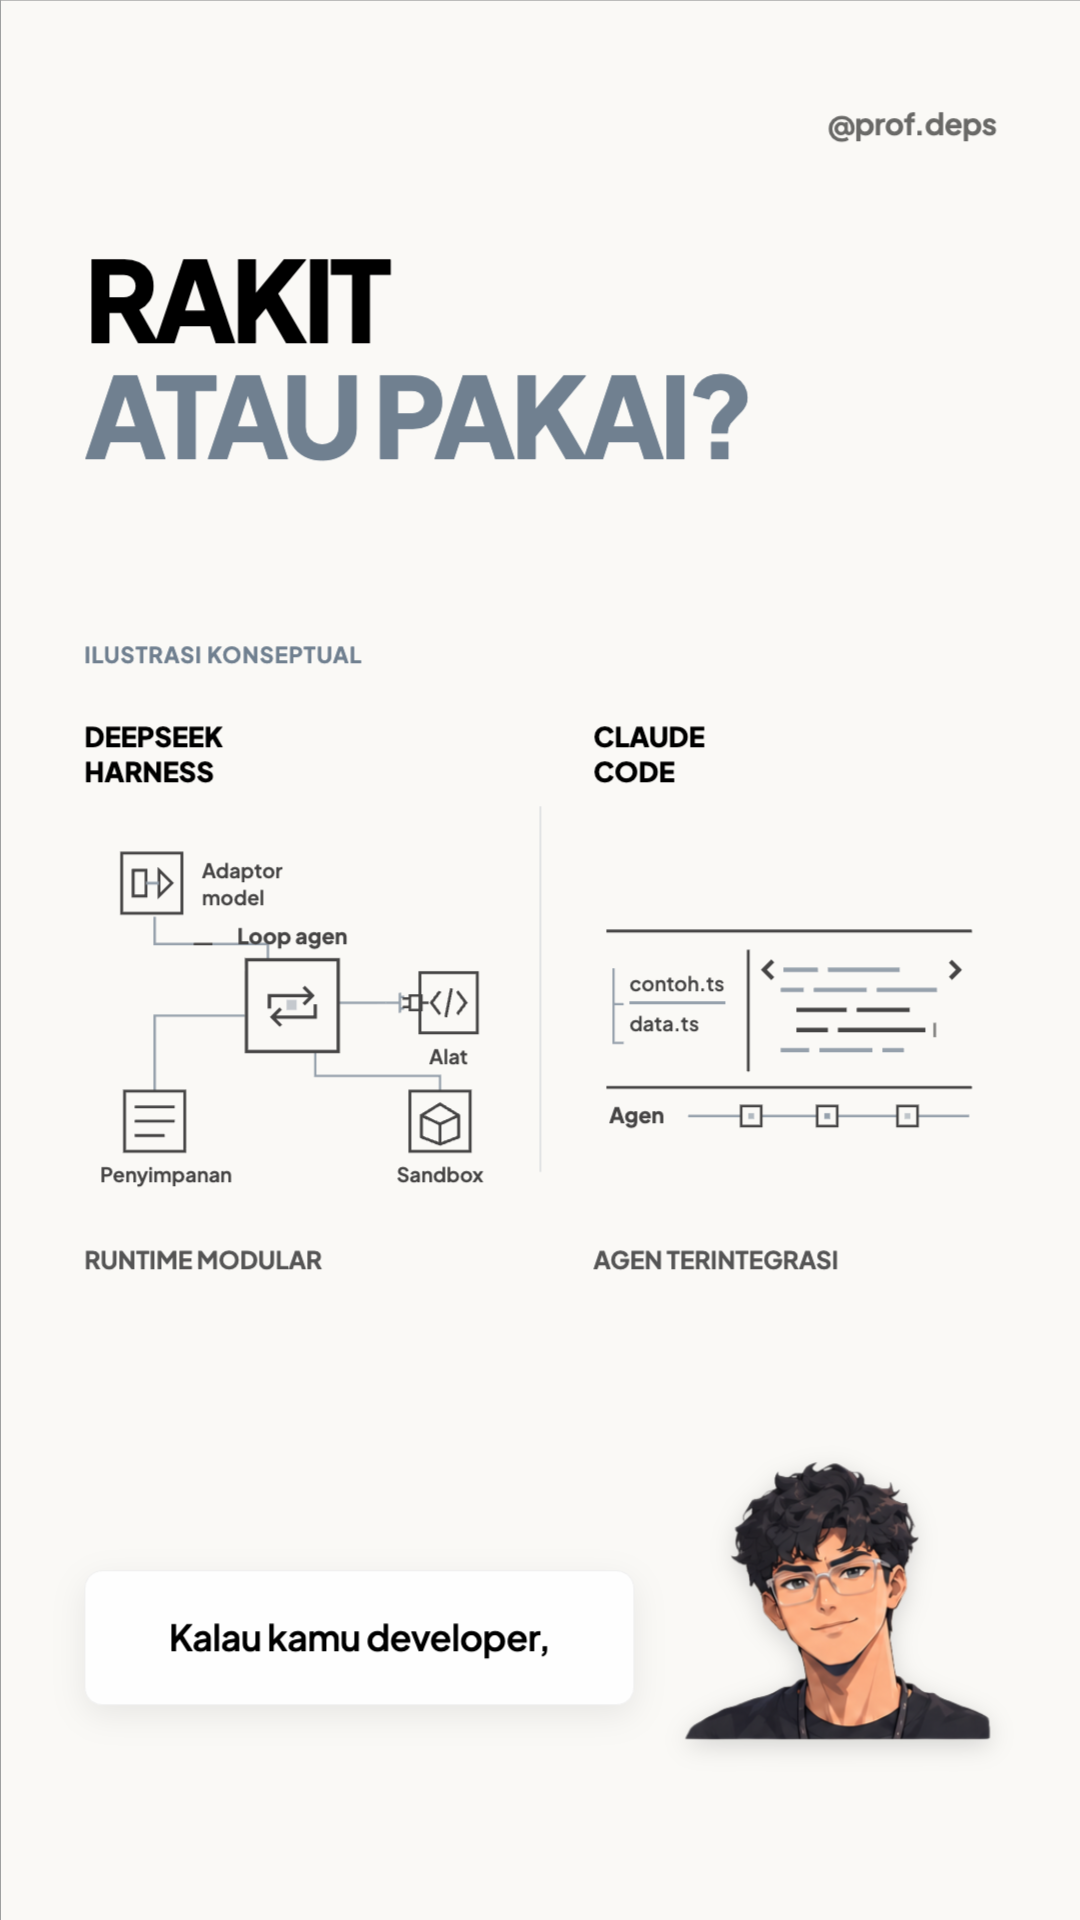 @prof.deps
RAKIT
ATAU PAKAI?
ILUSTRASI KONSEPTUAL
DEEPSEEK
HARNESS
Adaptor
model
Loop agen
Alat
Penyimpanan
Sandbox
RUNTIME MODULAR
CLAUDE
CODE
contoh.ts
data.ts
Agen
AGEN TERINTEGRASI
Kalau kamu developer,